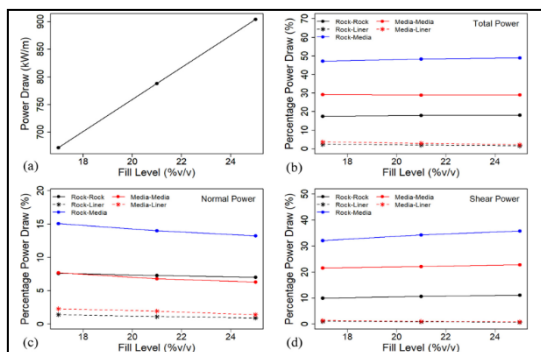 Power Draw (kW/m)
900
850
800
750
700
(a)
18 20 22 24
Fill Level (%v/v)
Percentage Power Draw (%)
70
60
50
40
30
20
10
0
Rock-Rock Media-Media
Rock-Liner Media-Liner
Rock-Media
Total Power
(b)
18 20 22 24
Fill Level (%v/v)
Percentage Power Draw (%)
20
15
10
5
0
Rock-Rock Media-Media
Rock-Liner Media-Liner
Rock-Media
Normal Power
(c)
18 20 22 24
Fill Level (%v/v)
Percentage Power Draw (%)
50
40
30
20
10
0
Rock-Rock Media-Media
Rock-Liner Media-Liner
Rock-Media
Shear Power
(d)
18 20 22 24
Fill Level (%v/v)